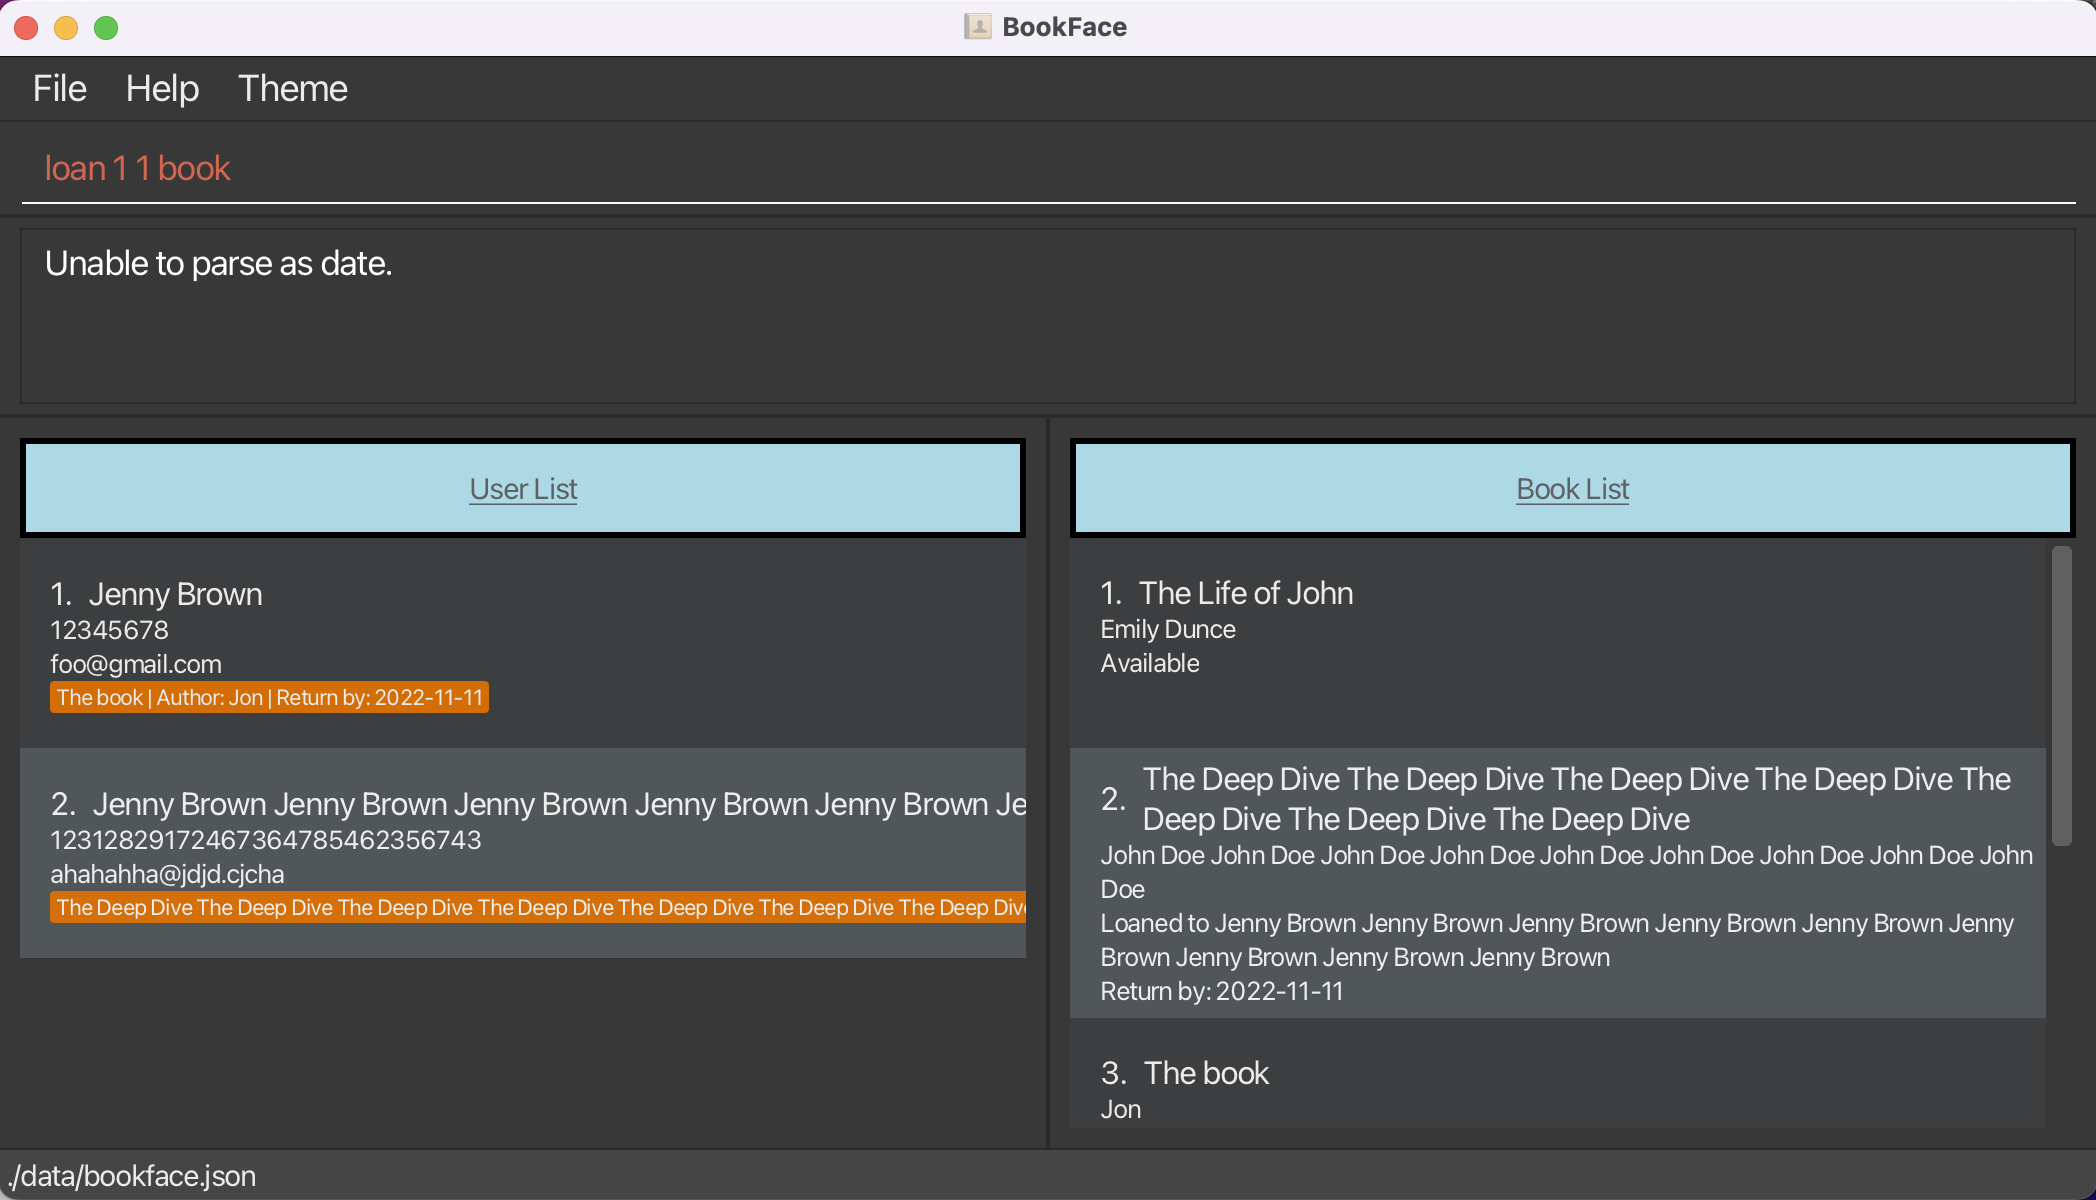 BookFace
File Help Theme
loan 1 1 book
Unable to parse as date.
User List
1. Jenny Brown
12345678
foo@gmail.com
The book | Author: Jon | Return by: 2022-11-11
2. Jenny Brown Jenny Brown Jenny Brown Jenny Brown Jenny Brown Je
12312829172467364785462356743
ahahahha@jdjd.cjcha
The Deep Dive The Deep Dive The Deep Dive The Deep Dive The Deep Dive The Deep Dive The Deep Div
Book List
1. The Life of John
Emily Dunce
Available
2. The Deep Dive The Deep Dive The Deep Dive The Deep Dive The
Deep Dive The Deep Dive The Deep Dive
John Doe John Doe John Doe John Doe John Doe John Doe John Doe John Doe John
Doe
Loaned to Jenny Brown Jenny Brown Jenny Brown Jenny Brown Jenny Brown Jenny
Brown Jenny Brown Jenny Brown Jenny Brown
Return by: 2022-11-11
3. The book
Jon
./data/bookface.json